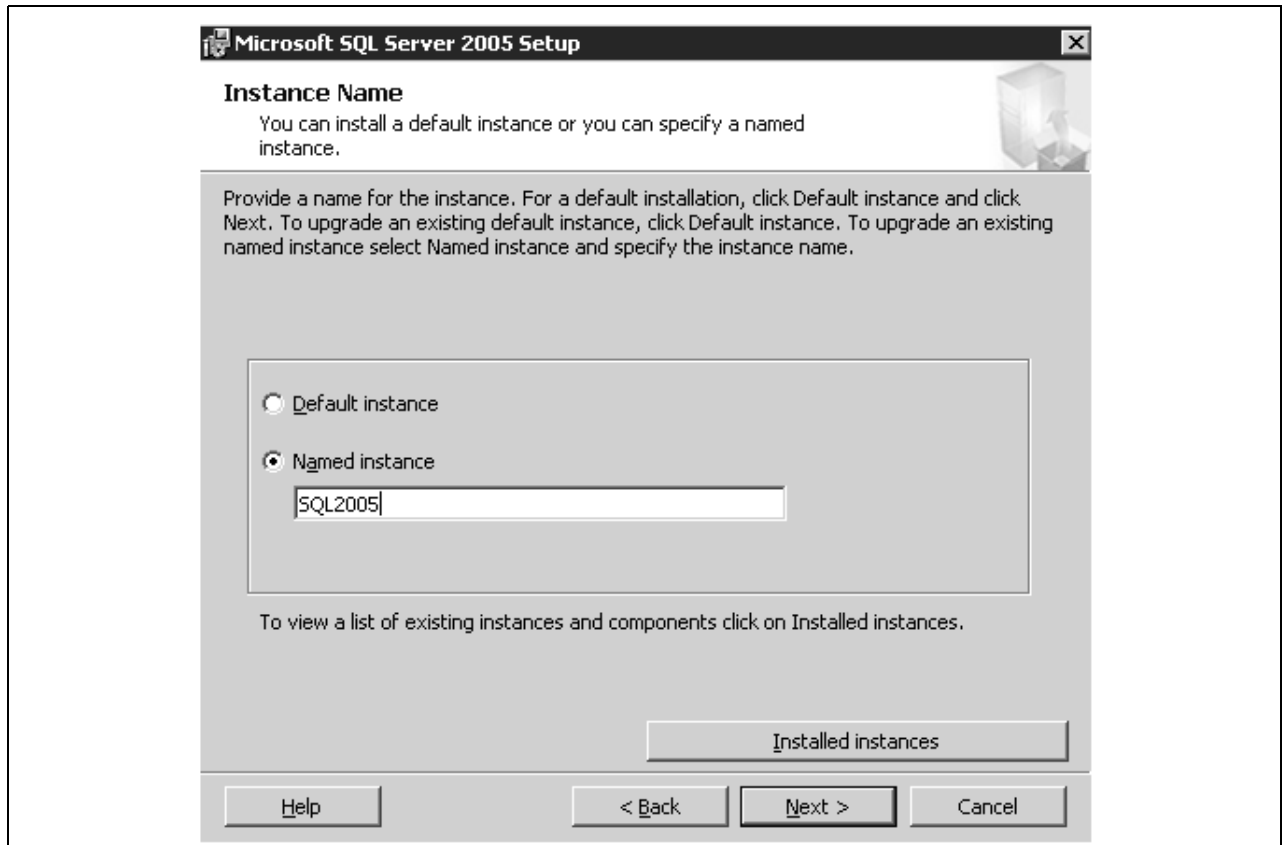 Microsoft SQL Server 2005 Setup
Instance Name
You can install a default instance or you can specify a named
instance.
Provide a name for the instance. For a default installation, click Default instance and click
Next. To upgrade an existing default instance, click Default instance. To upgrade an existing
named instance select Named instance and specify the instance name.
Default instance
Named instance
SQL2005
To view a list of existing instances and components click on Installed instances.
Installed instances
Help
< Back
Next >
Cancel